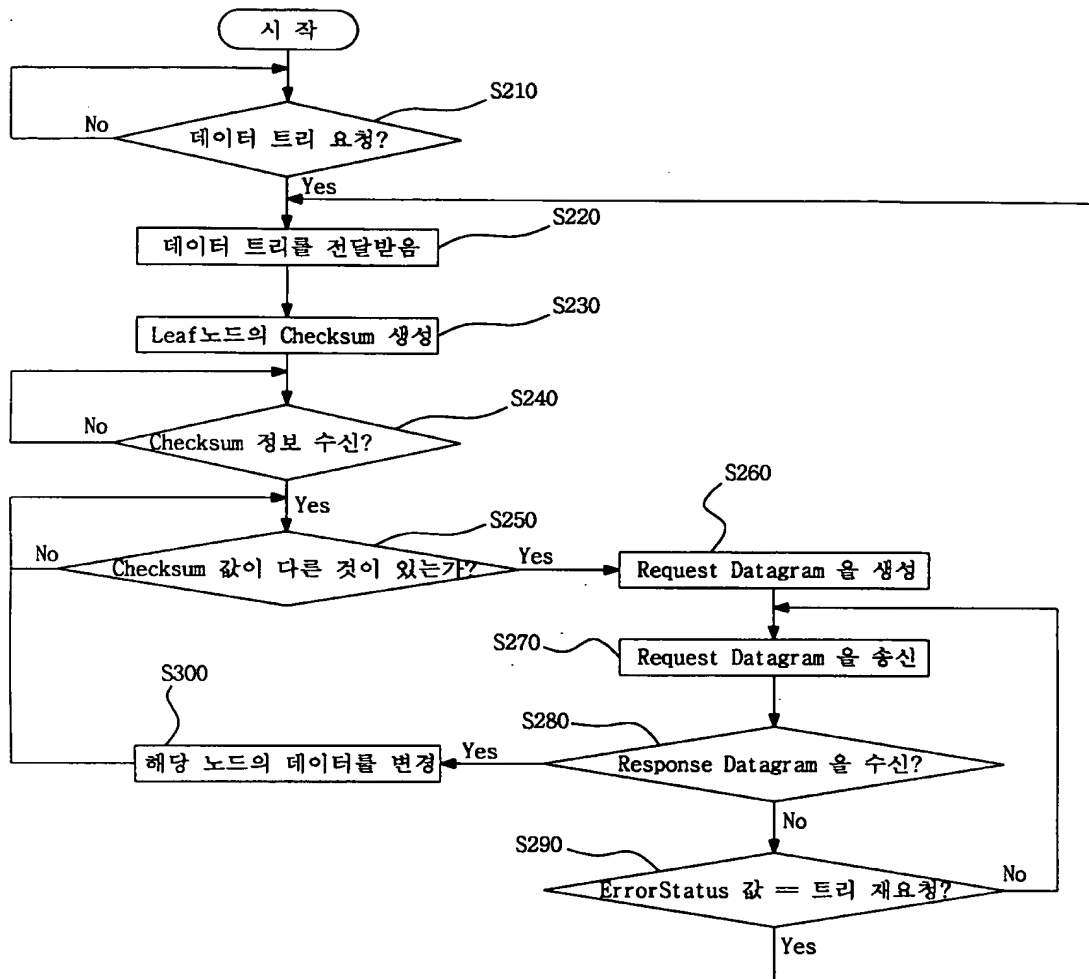 시 작
S210
No
데이터 트리 요청?
Yes
S220
데이터 트리를 전달받음
S230
Leaf노드의 Checksum 생성
S240
No
Checksum 정보 수신?
Yes
S250
No
Checksum 값이 다른 것이 있는가?
Yes
S260
Request Datagram 을 생성
S270
Request Datagram 을 송신
S300
해당 노드의 데이터를 변경
Yes
S280
Response Datagram 을 수신?
No
S290
ErrorStatus 값 == 트리 재요청?
No
Yes